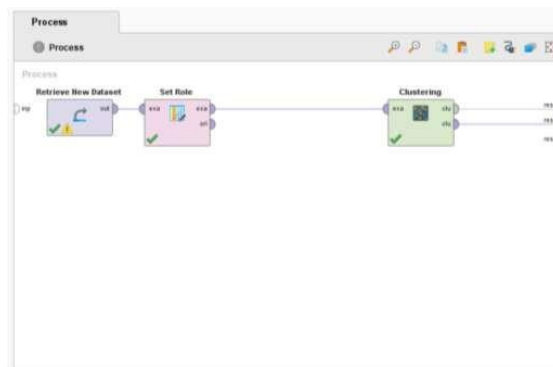 Process
Process
Process
Retrieve New Dataset
Set Role
Clustering
inp
out
exa
exa
ori
exa
clu
clu
res
res
res